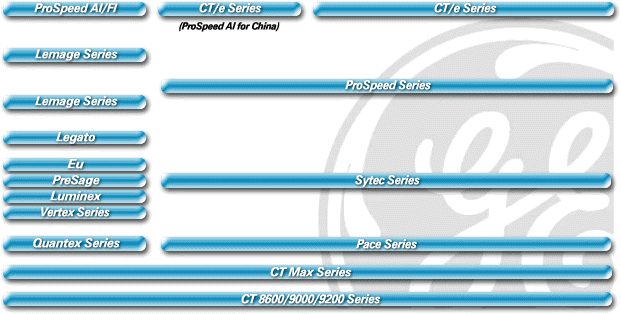 ProSpeed AI/FI
CT/e Series
CT/e Series
(ProSpeed AI for China)
Lemage Series
ProSpeed Series
Lemage Series
Legato
Eu
PreSage
Sytec Series
Luminex
Vertex Series
Quantex Series
Pace Series
CT Max Series
CT 8600/9000/9200 Series